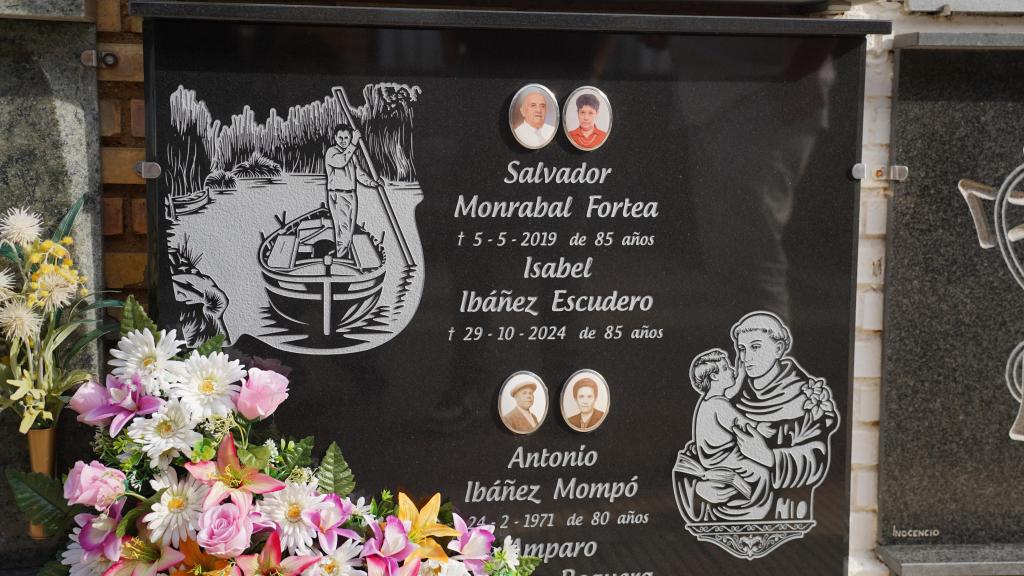 Salvador
Monrabal Fortea
† 5 - 5 - 2019 de 85 años
Isabel
Ibáñez Escudero
† 29 - 10 - 2024 de 85 años
Antonio
Ibáñez Mompó
24 - 2 - 1971 de 80 años
Amparo
NIO
INOCENCIO